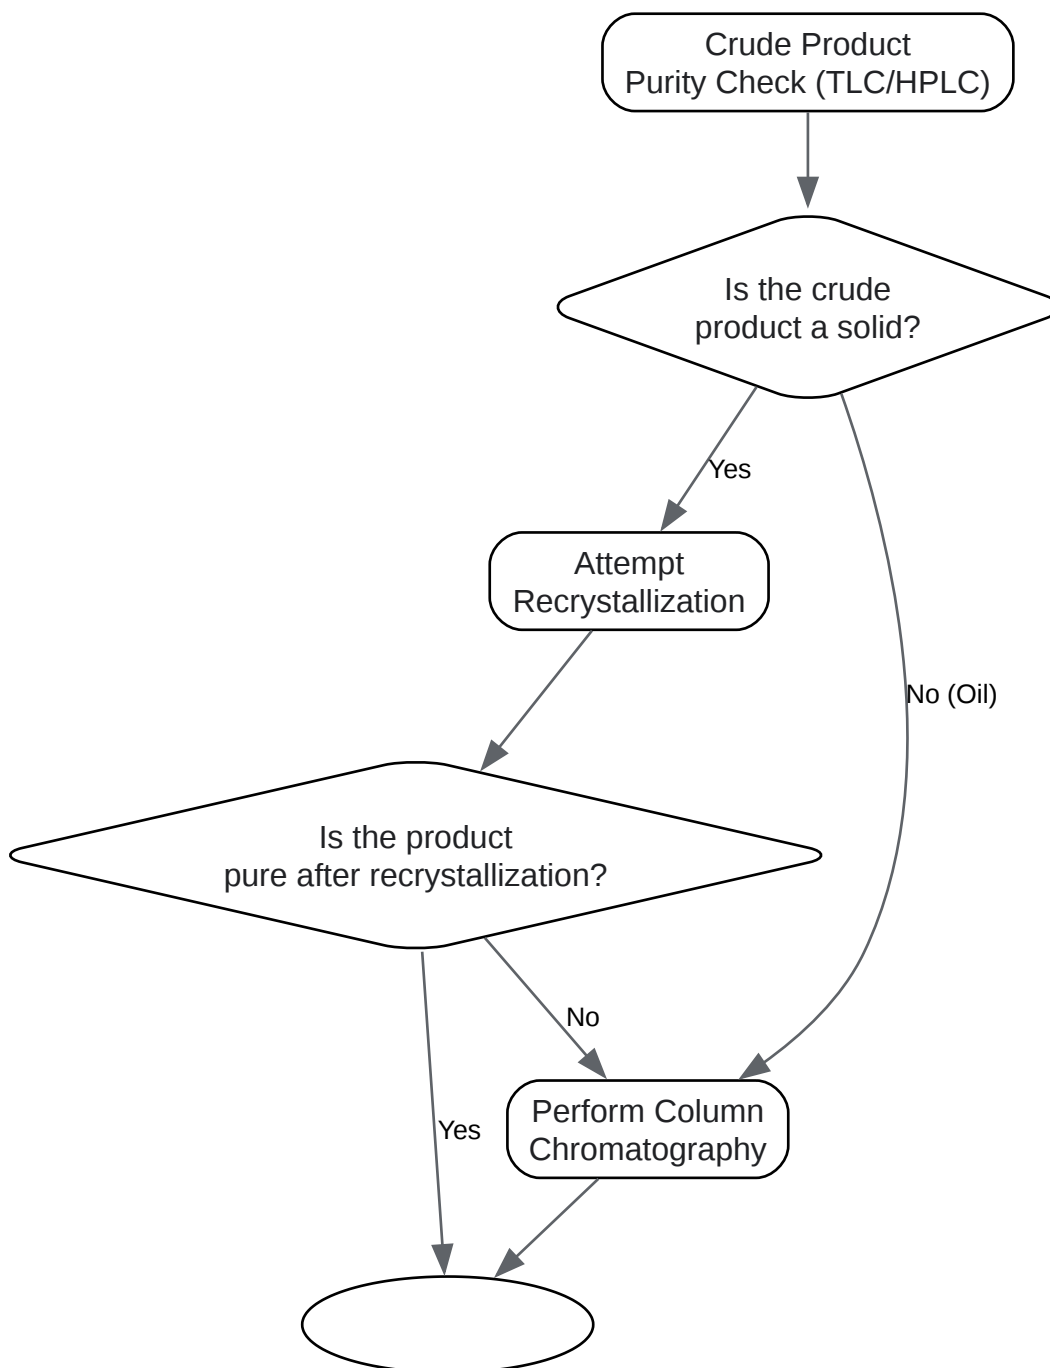 Crude Product
Purity Check (TLC/HPLC)
Is the crude
product a solid?
Yes
Attempt
Recrystallization
No (Oil)
Is the product
pure after recrystallization?
No
Perform Column
Chromatography
Yes